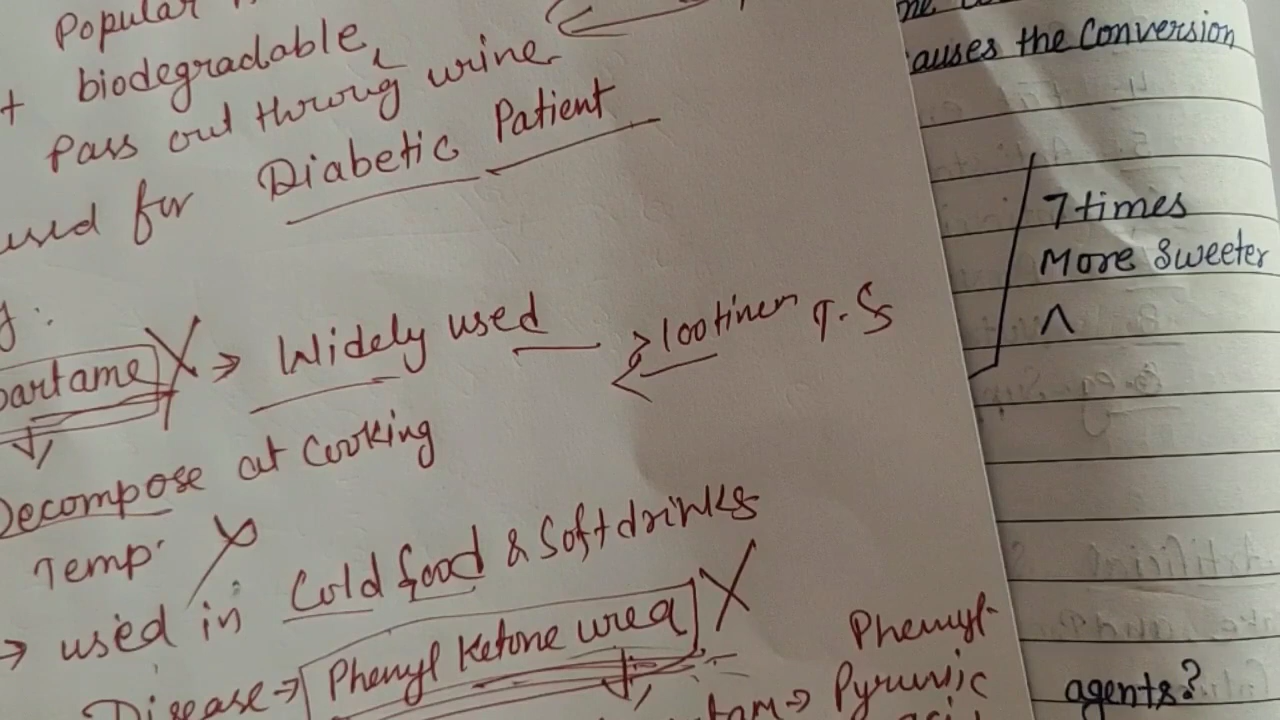 Popular
+ biodegradable,
Pass out throug urine
used for Diabetic Patient
partame X → Widely used >100 times T.S
Decompose at Cooking
Temp.
→ used in Cold food & Soft drinks
Disease → Phenyl Ketone urea X
Phenyl-
tam → Pyruvic
auses the Conversion
7 times
More Sweeter
agents?